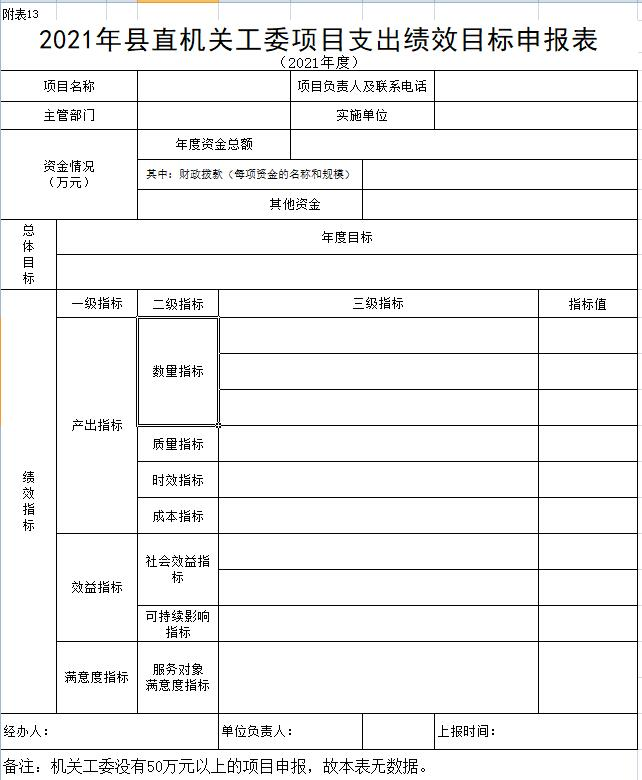 附表13
2021年县直机关工委项目支出绩效目标申报表
（2021年度）
项目名称
项目负责人及联系电话
主管部门
实施单位
资金情况
（万元）
年度资金总额
其中：财政拨款（每项资金的名称和规模）
其他资金
总
体
目
标
年度目标
绩
效
指
标
一级指标
二级指标
三级指标
指标值
产出指标
数量指标
质量指标
时效指标
成本指标
效益指标
社会效益指
标
可持续影响
指标
满意度指标
服务对象
满意度指标
经办人：
单位负责人：
上报时间：
备注：机关工委没有50万元以上的项目申报，故本表无数据。